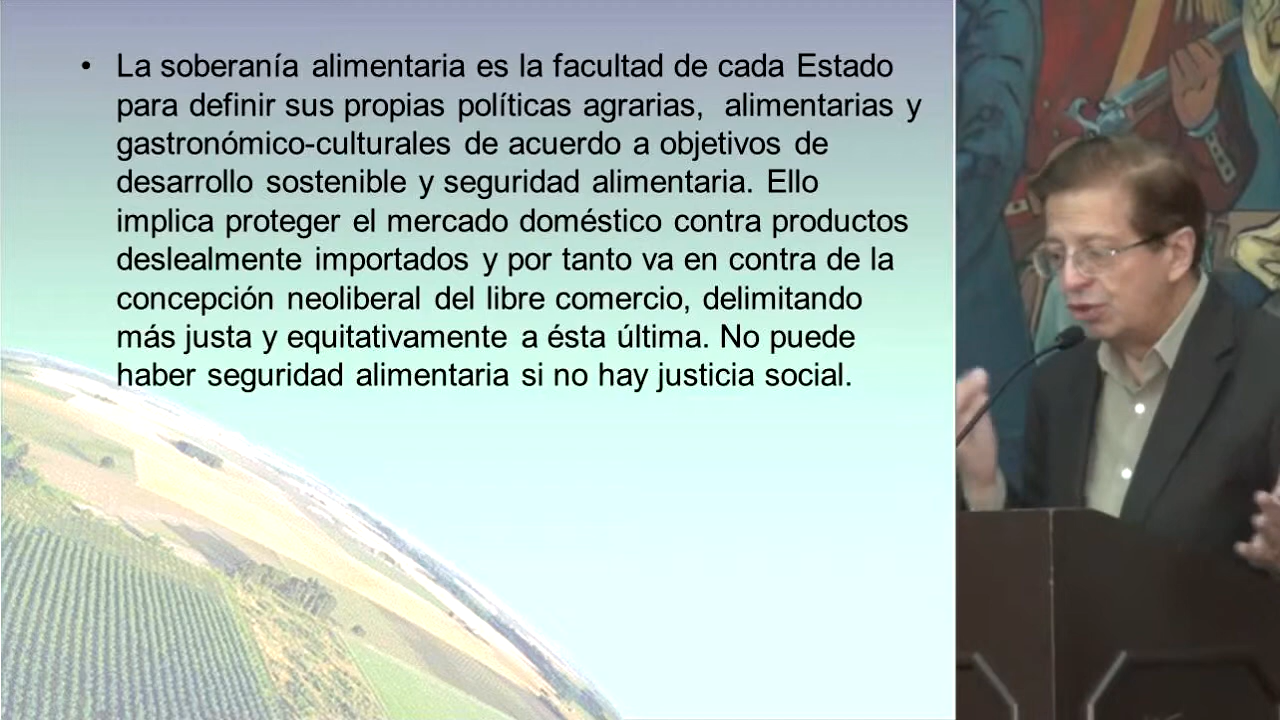 • La soberanía alimentaria es la facultad de cada Estado
para definir sus propias políticas agrarias, alimentarias y
gastronómico-culturales de acuerdo a objetivos de
desarrollo sostenible y seguridad alimentaria. Ello
implica proteger el mercado doméstico contra productos
deslealmente importados y por tanto va en contra de la
concepción neoliberal del libre comercio, delimitando
más justa y equitativamente a ésta última. No puede
haber seguridad alimentaria si no hay justicia social.